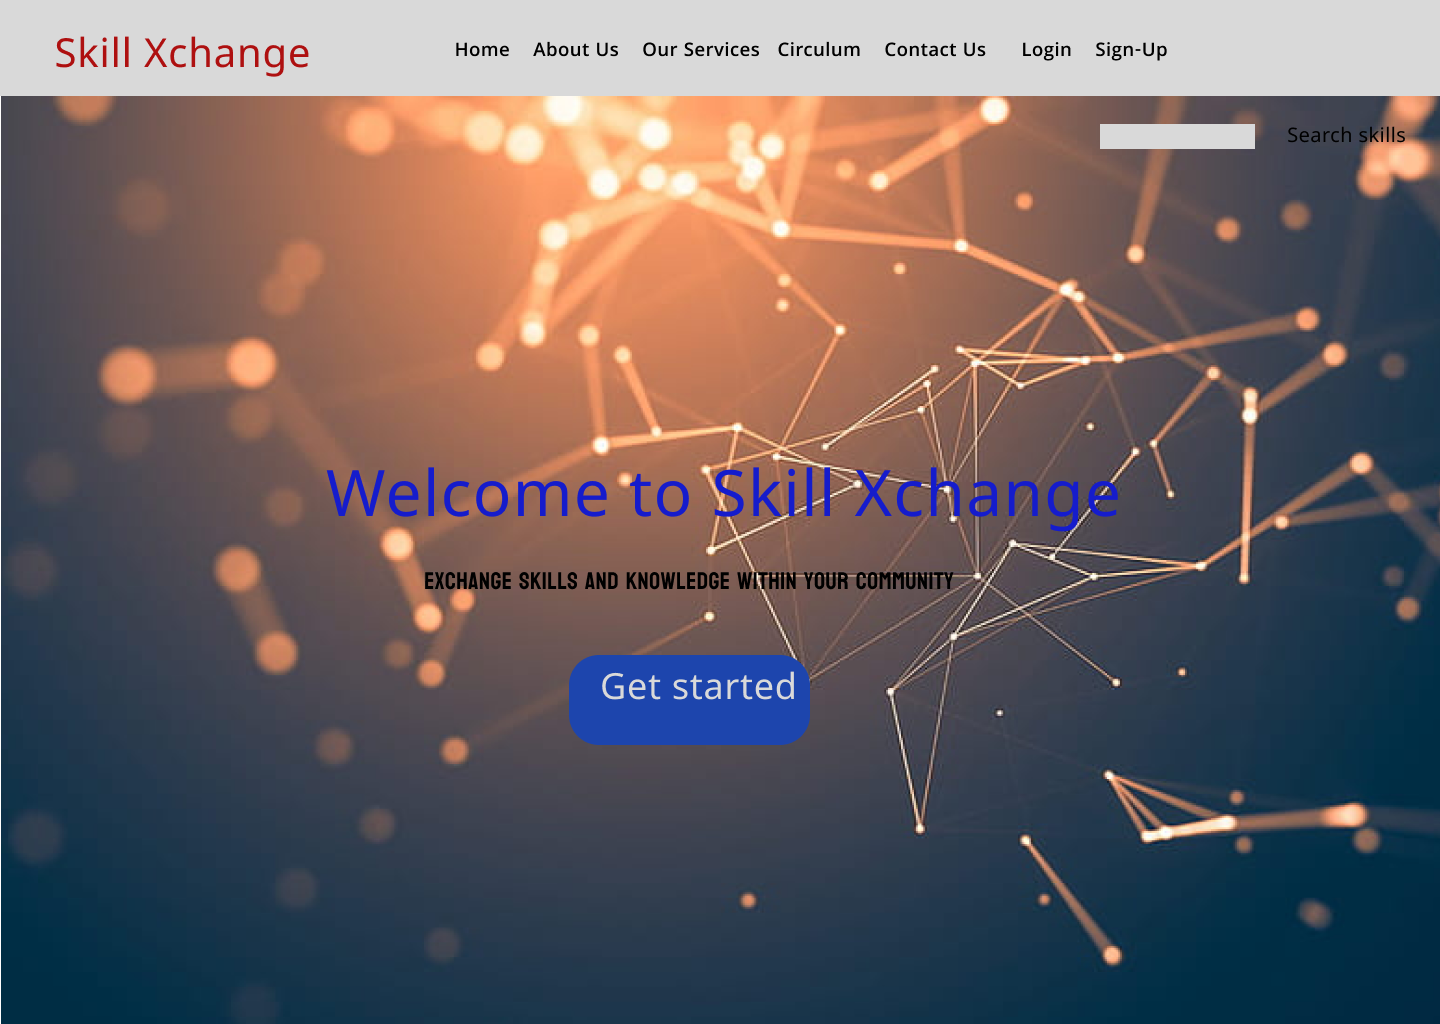 Skill Xchange
Home About Us Our Services Circulum Contact Us Login Sign-Up
Search skills
Welcome to Skill Xchange
EXCHANGE SKILLS AND KNOWLEDGE WITHIN YOUR COMMUNITY
Get started